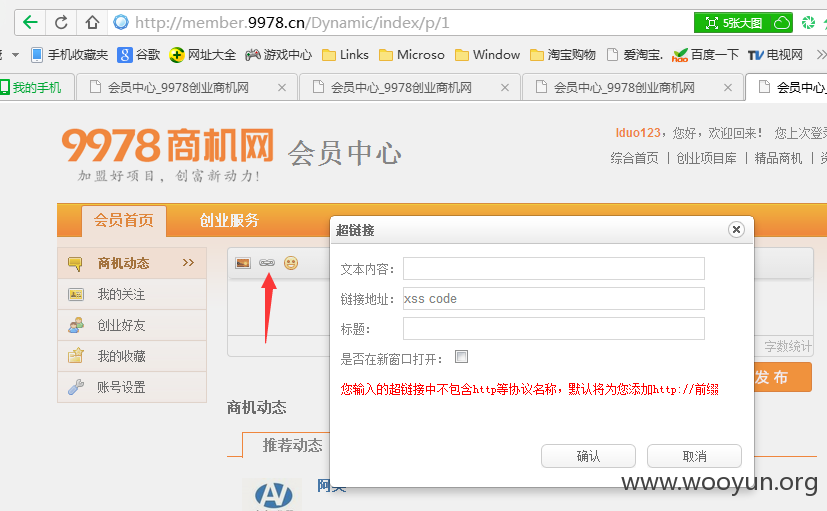 http://member.9978.cn/Dynamic/index/p/1
5张大图
手机收藏夹 谷歌 网址大全 游戏中心 Links Microso Window 淘宝购物 爱淘宝. 百度一下 电视网
我的手机 会员中心_9978创业商机网 会员中心_9978创业商机网 会员中心_9978创业商机网 会员中心_
9978商机网 会员中心
加盟好项目，创富新动力!
lduo123，您好，欢迎回来！ 您上次登录
综合首页 | 创业项目库 | 精品商机 |
会员首页 创业服务
商机动态 >>
我的关注
创业好友
我的收藏
账号设置
超链接
文本内容：
链接地址： xss code
标题：
是否在新窗口打开：
您输入的超链接中不包含http等协议名称，默认将为您添加http://前缀
确认 取消
字数统计
发布
商机动态
推荐动态
www.wooyun.org